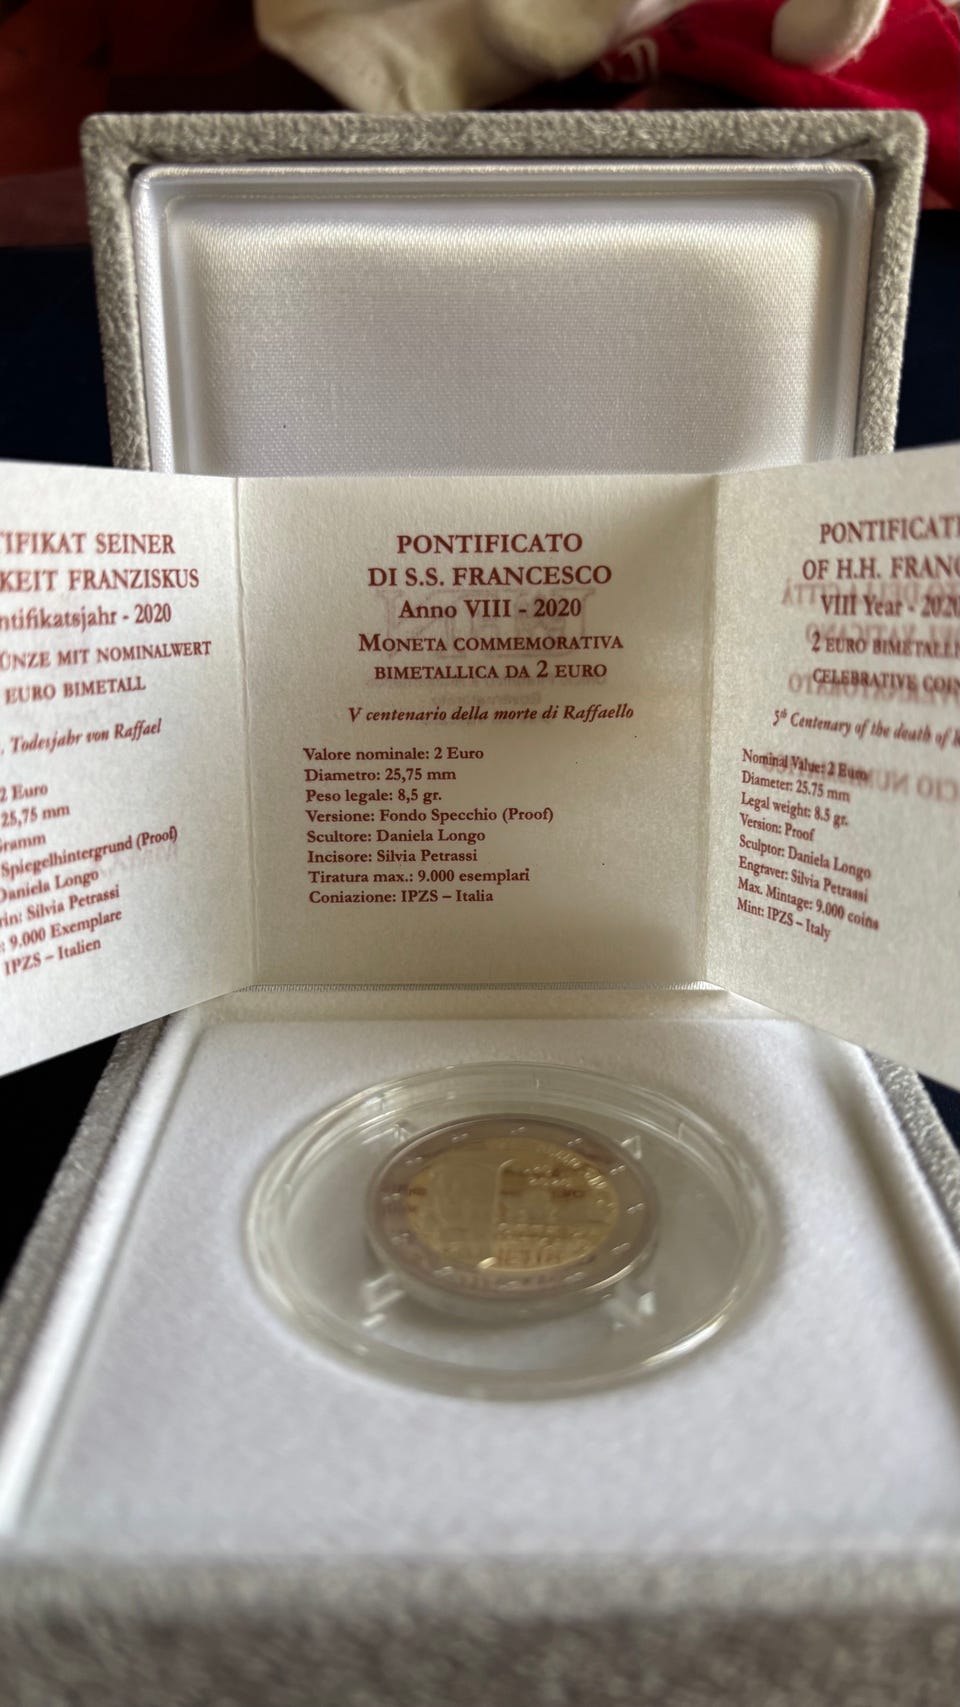 TIFIKAT SEINER
KEIT FRANZISKUS
ntifikatsjahr - 2020
ÜNZE MIT NOMINALWERT
EURO BIMETALL
, Todesjahr von Raffael
2 Euro
25,75 mm
ramm
Spiegelhintergrund (Proof)
Daniela Longo
rin: Silvia Petrassi
: 9.000 Exemplare
IPZS – Italien
PONTIFICATO
DI S.S. FRANCESCO
Anno VIII - 2020
MONETA COMMEMORATIVA
BIMETALLICA DA 2 EURO
V centenario della morte di Raffaello
Valore nominale: 2 Euro
Diametro: 25,75 mm
Peso legale: 8,5 gr.
Versione: Fondo Specchio (Proof)
Scultore: Daniela Longo
Incisore: Silvia Petrassi
Tiratura max.: 9.000 esemplari
Coniazione: IPZS – Italia
PONTIFICAT
OF H.H. FRANC
VIII Year - 2020
2 EURO BIMETALLI
CELEBRATIVE COIN
5th Centenary of the death of R
Nominal Value: 2 Euro
Diameter: 25.75 mm
Legal weight: 8.5 gr.
Version: Proof
Sculptor: Daniela Longo
Engraver: Silvia Petrassi
Max. Mintage: 9.000 coins
Mint: IPZS – Italy